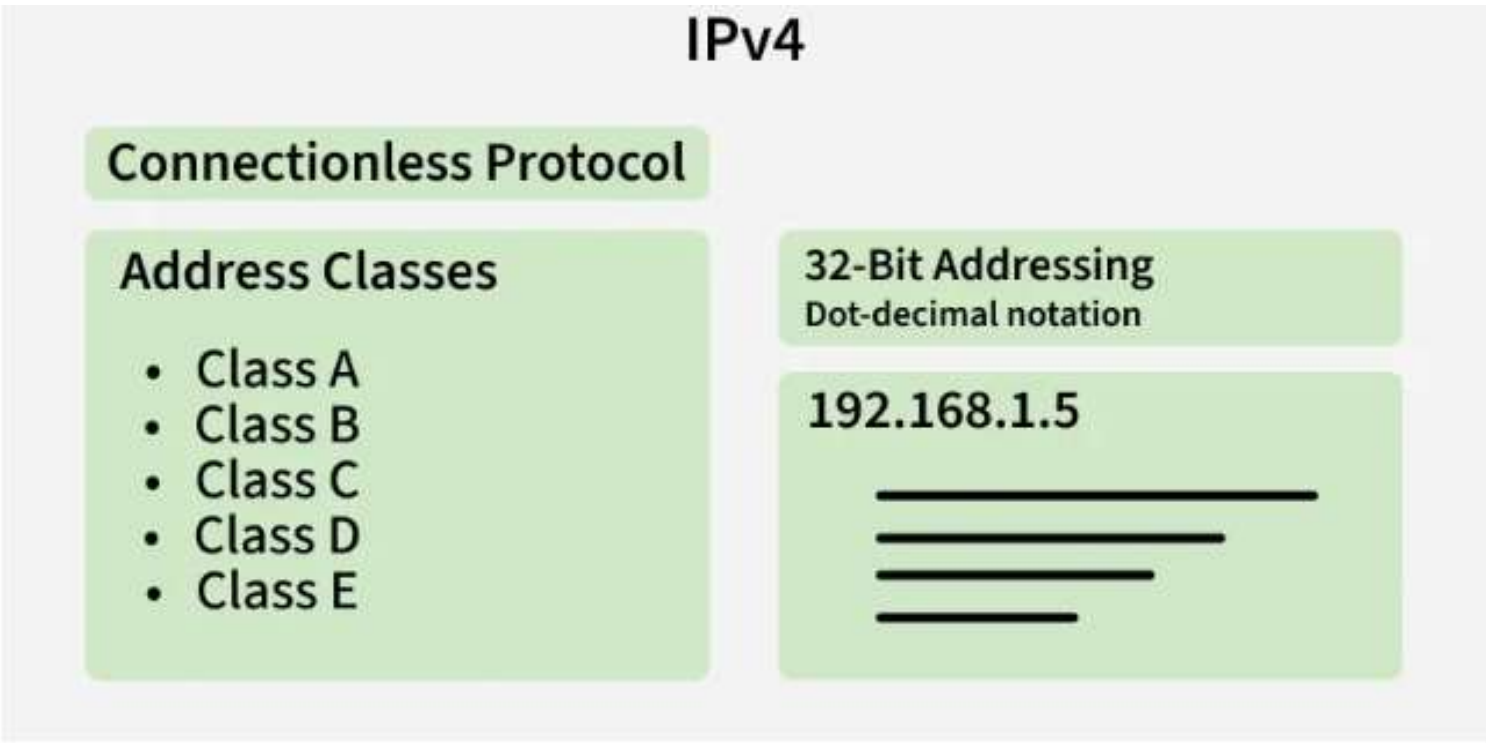 IPv4
Connectionless Protocol
Address Classes
• Class A
• Class B
• Class C
• Class D
• Class E
32-Bit Addressing
Dot-decimal notation
192.168.1.5